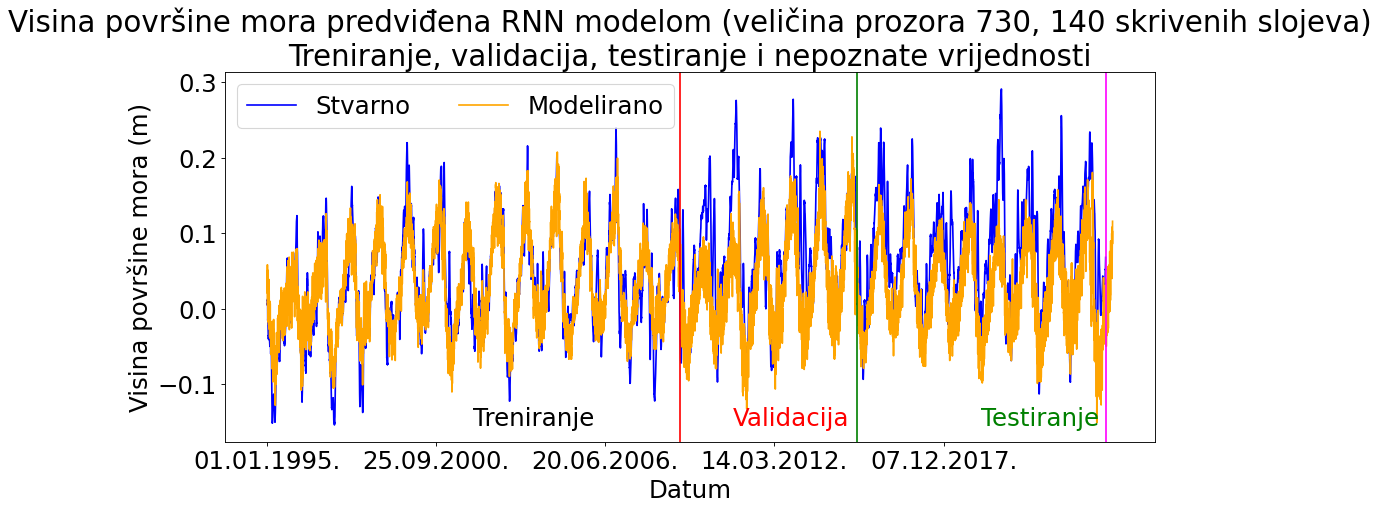 Visina površine mora predviđena RNN modelom (veličina prozora 730, 140 skrivenih slojeva)
Treniranje, validacija, testiranje i nepoznate vrijednosti
Stvarno Modelirano
Visina površine mora (m)
0.3
0.2
0.1
0.0
−0.1
Treniranje Validacija Testiranje
01.01.1995. 25.09.2000. 20.06.2006. 14.03.2012. 07.12.2017.
Datum